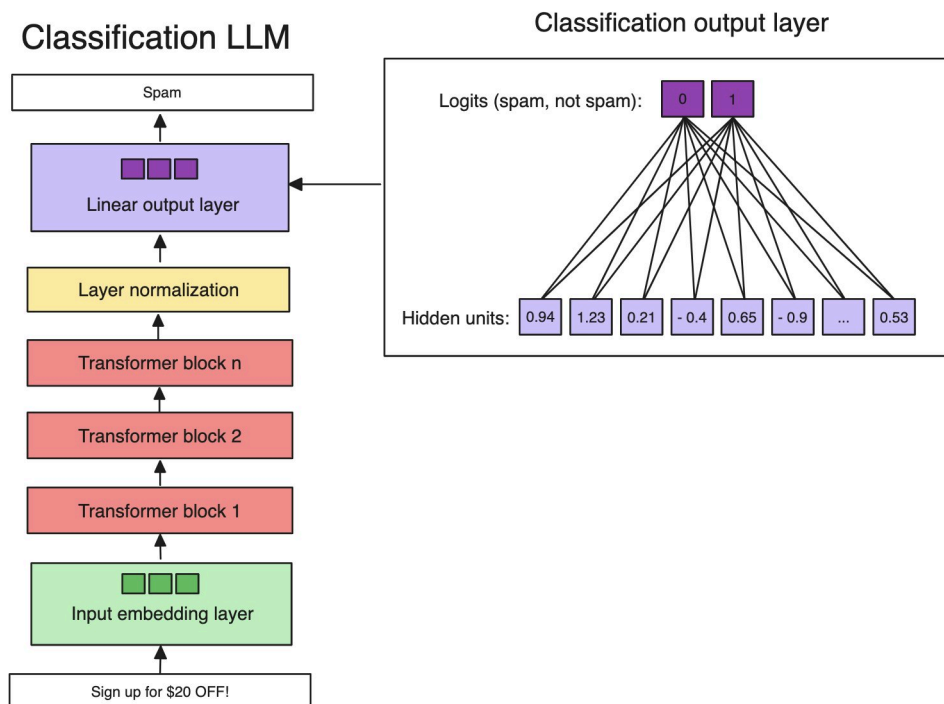 Classification LLM
Spam
Linear output layer
Layer normalization
Transformer block n
Transformer block 2
Transformer block 1
Input embedding layer
Sign up for $20 OFF!
Classification output layer
Logits (spam, not spam): 0 1
Hidden units: 0.94 1.23 0.21 - 0.4 0.65 - 0.9 ... 0.53